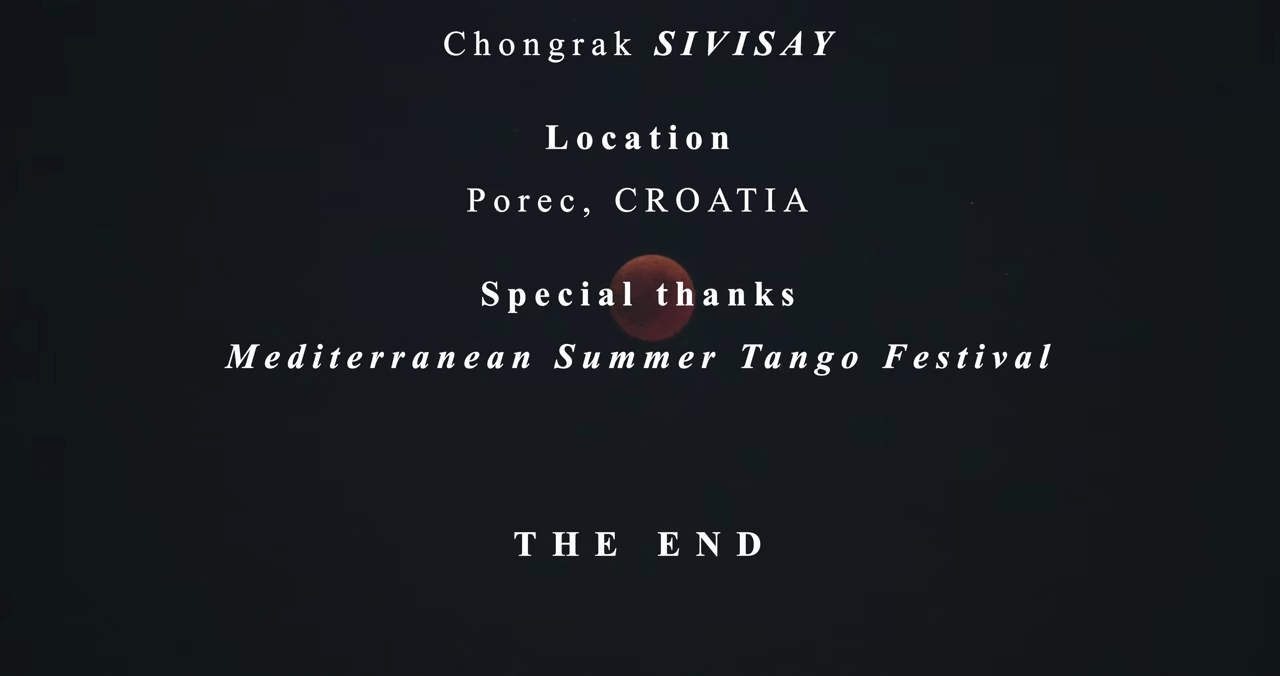 Chongrak SIVISAY
Location
Porec, CROATIA
Special thanks
Mediterranean Summer Tango Festival
THE END